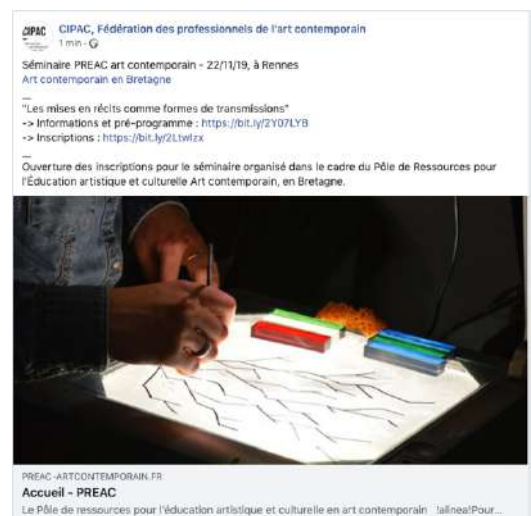 CIPAC
CIPAC, Fédération des professionnels de l'art contemporain
1 min ·
Séminaire PREAC art contemporain - 22/11/19, à Rennes
Art contemporain en Bretagne
—
"Les mises en récits comme formes de transmissions"
-> Informations et pré-programme : https://bit.ly/2Y07LYB
-> Inscriptions : https://bit.ly/2Ltwlzx
—
Ouverture des inscriptions pour le séminaire organisé dans le cadre du Pôle de Ressources pour
l'Éducation artistique et culturelle Art contemporain, en Bretagne.
PREAC-ARTCONTEMPORAIN.FR
Accueil - PREAC
Le Pôle de ressources pour l'éducation artistique et culturelle en art contemporain !alinea!Pour...